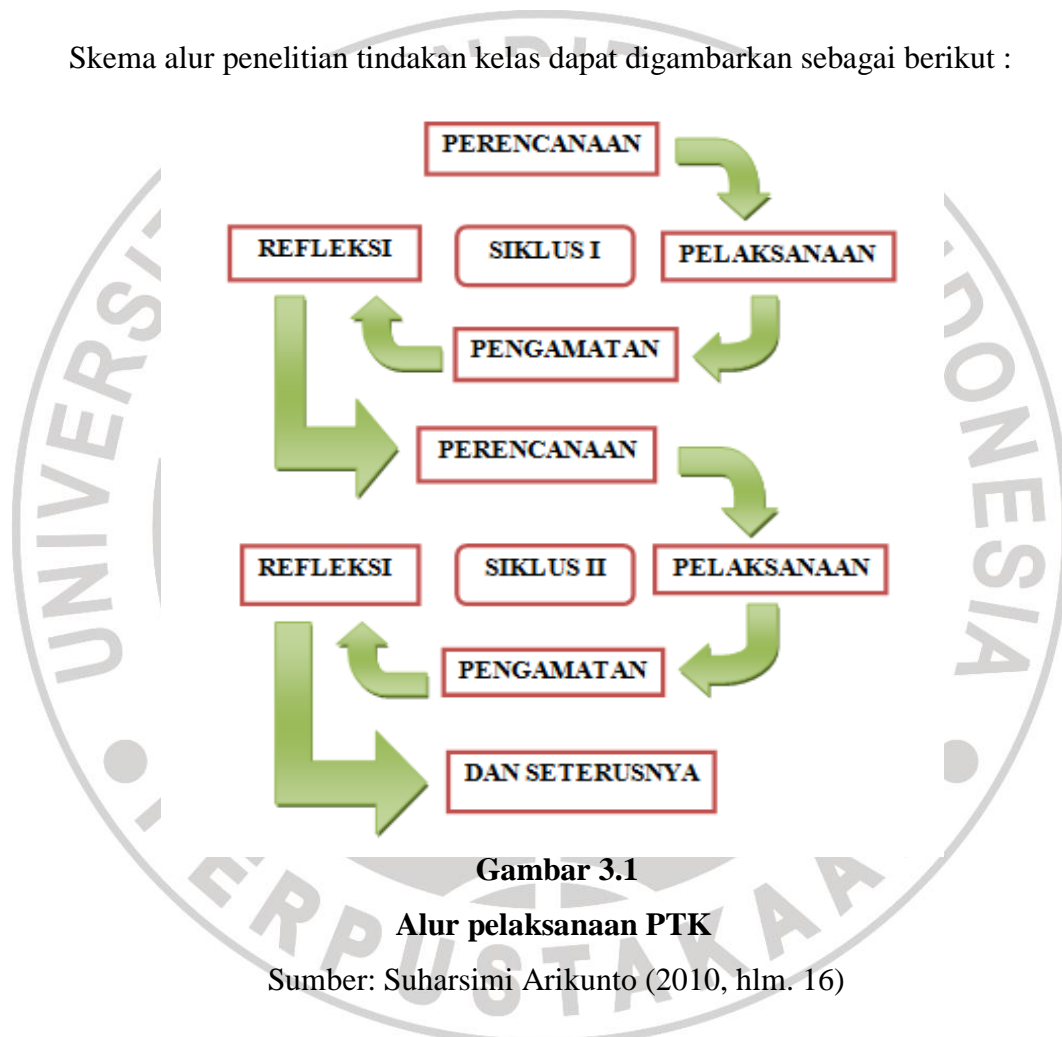 Skema alur penelitian tindakan kelas dapat digambarkan sebagai berikut :
PERENCANAAN
REFLEKSI
SIKLUS I
PELAKSANAAN
PENGAMATAN
PERENCANAAN
REFLEKSI
SIKLUS II
PELAKSANAAN
PENGAMATAN
DAN SETERUSNYA
Gambar 3.1
Alur pelaksanaan PTK
Sumber: Suharsimi Arikunto (2010, hlm. 16)